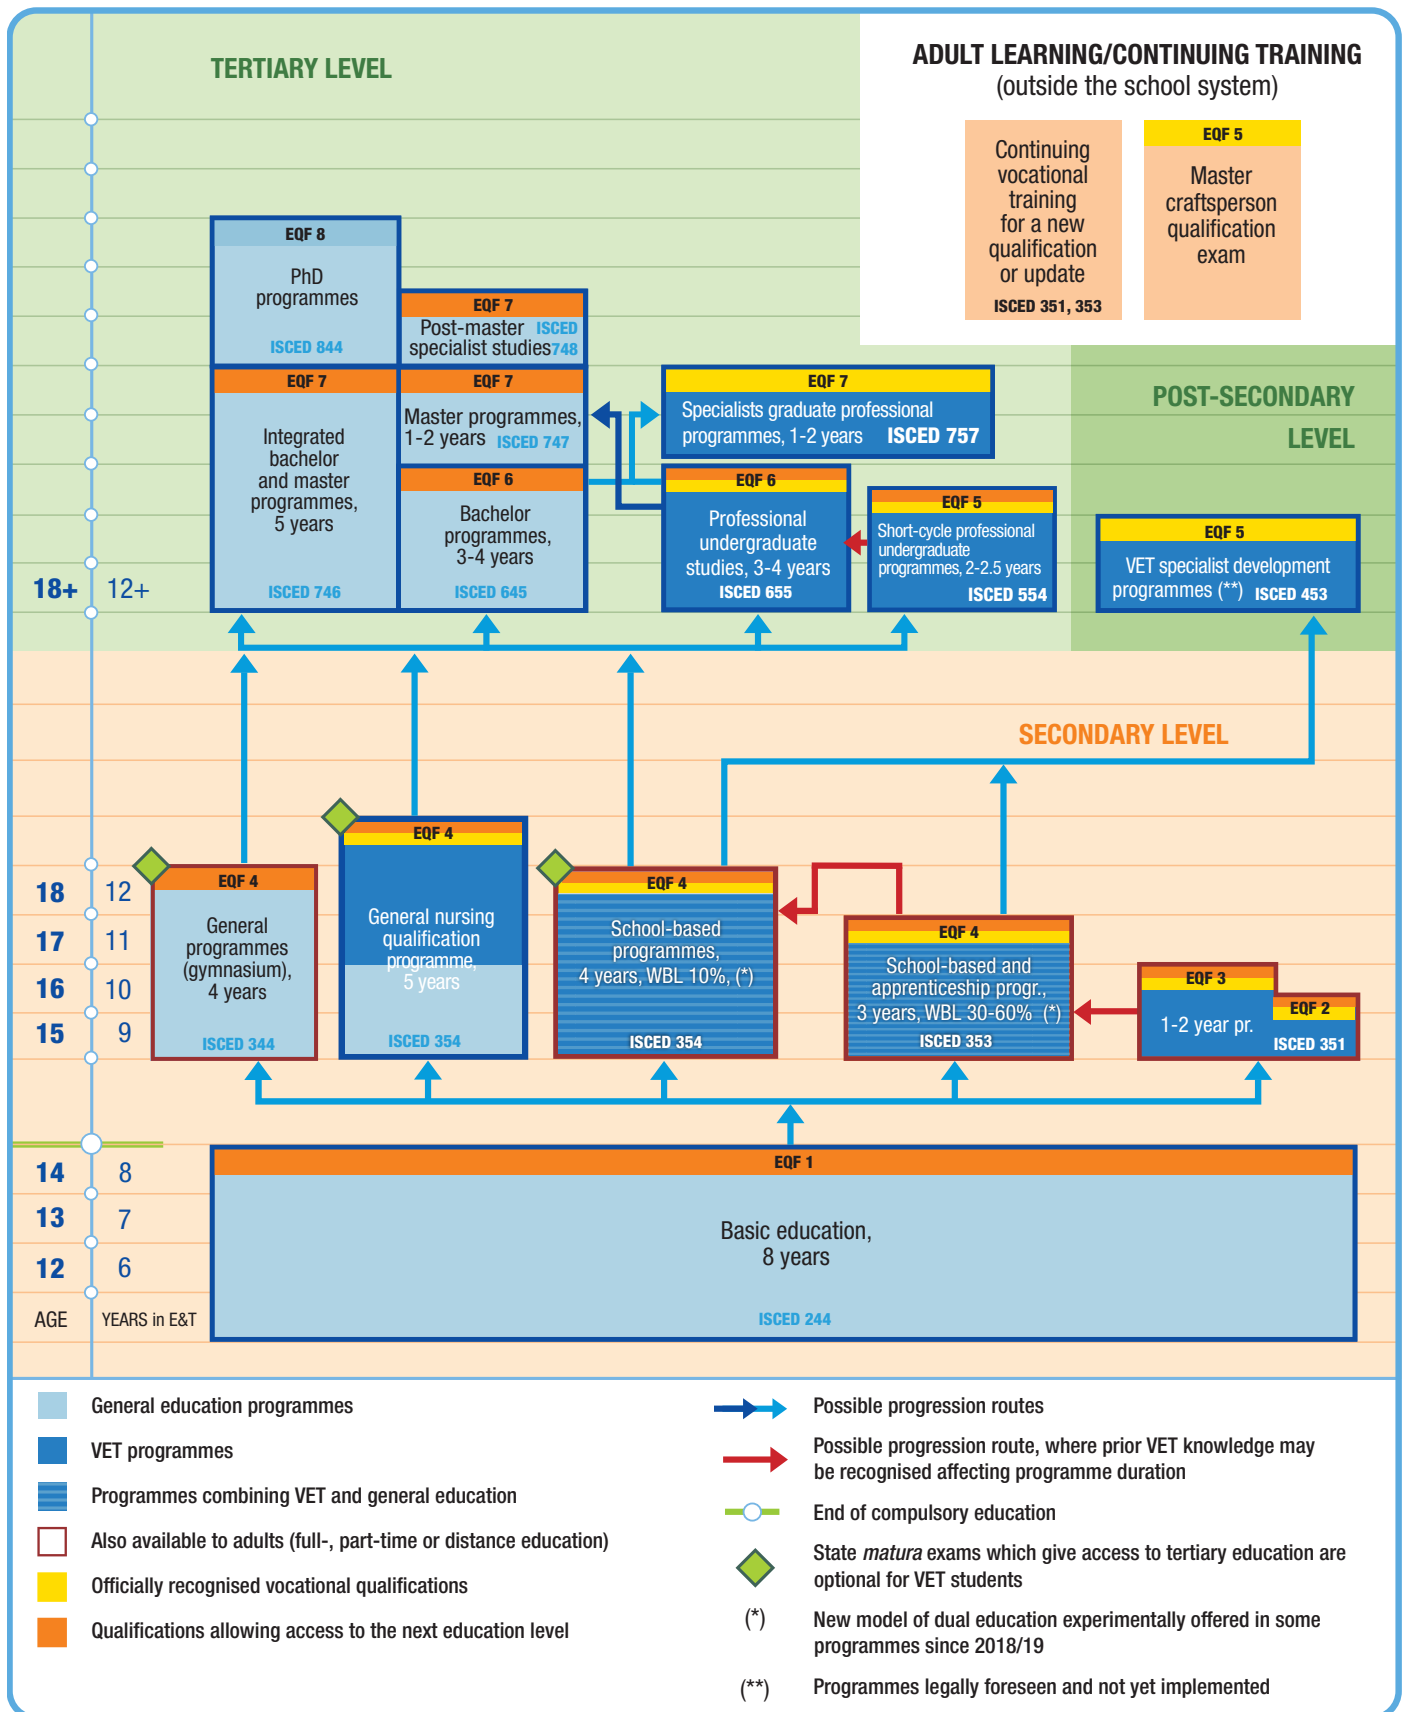 TERTIARY LEVEL
ADULT LEARNING/CONTINUING TRAINING
(outside the school system)
Continuing
vocational
training
for a new
qualification
or update
ISCED 351, 353
EQF 5
Master
craftsperson
qualification
exam
EQF 8
PhD
programmes
ISCED 844
EQF 7
Post-master ISCED
specialist studies748
EQF 7
Integrated
bachelor
and master
programmes,
5 years
ISCED 746
EQF 7
Master programmes,
1-2 years ISCED 747
EQF 6
Bachelor
programmes,
3-4 years
ISCED 645
EQF 7
Specialists graduate professional
programmes, 1-2 years ISCED 757
EQF 6
Professional
undergraduate
studies, 3-4 years
ISCED 655
EQF 5
Short-cycle professional
undergraduate
programmes, 2-2.5 years
ISCED 554
POST-SECONDARY
LEVEL
EQF 5
VET specialist development
programmes (**) ISCED 453
18+ 12+
SECONDARY LEVEL
EQF 4
General
programmes
(gymnasium),
4 years
ISCED 344
EQF 4
General nursing
qualification
programme,
5 years
ISCED 354
EQF 4
School-based
programmes,
4 years, WBL 10%, (*)
ISCED 354
EQF 4
School-based and
apprenticeship progr.,
3 years, WBL 30-60% (*)
ISCED 353
EQF 3
1-2 year pr.
EQF 2
ISCED 351
18 12
17 11
16 10
15 9
14 8
13 7
12 6
AGE YEARS in E&T
EQF 1
Basic education,
8 years
ISCED 244
General education programmes
VET programmes
Programmes combining VET and general education
Also available to adults (full-, part-time or distance education)
Officially recognised vocational qualifications
Qualifications allowing access to the next education level
Possible progression routes
Possible progression route, where prior VET knowledge may
be recognised affecting programme duration
End of compulsory education
State matura exams which give access to tertiary education are
optional for VET students
(*) New model of dual education experimentally offered in some
programmes since 2018/19
(**) Programmes legally foreseen and not yet implemented